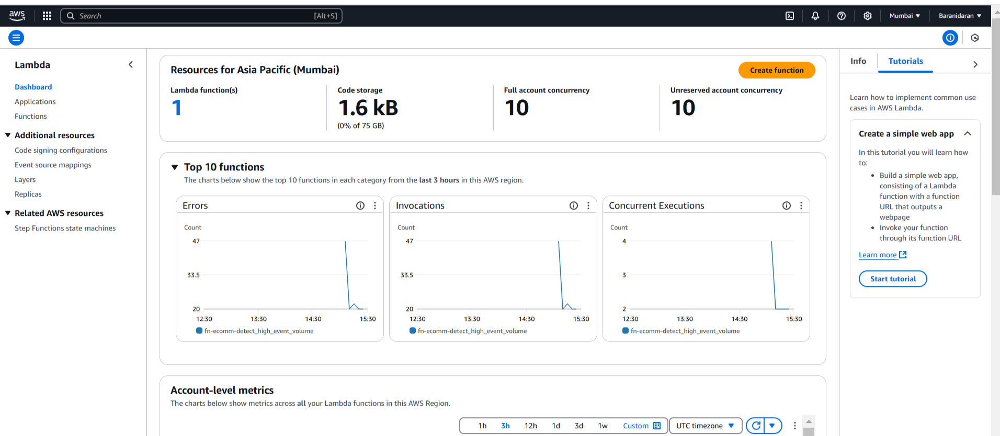 aws
Search [Alt+S]
Mumbai
Baranidaran
Lambda
Dashboard
Applications
Functions
Additional resources
Code signing configurations
Event source mappings
Layers
Replicas
Related AWS resources
Step Functions state machines
Resources for Asia Pacific (Mumbai)
Create function
Lambda function(s)
1
Code storage
1.6 kB
(0% of 75 GB)
Full account concurrency
10
Unreserved account concurrency
10
Top 10 functions
The charts below show the top 10 functions in each category from the last 3 hours in this AWS region.
Errors
Count
47
33.5
20
12:30 13:30 14:30 15:30
fn-ecomm-detect_high_event_volume
Invocations
Count
47
33.5
20
12:30 13:30 14:30 15:30
fn-ecomm-detect_high_event_volume
Concurrent Executions
Count
4
3
2
12:30 13:30 14:30 15:30
fn-ecomm-detect_high_event_volume
Account-level metrics
The charts below show metrics across all your Lambda functions in this AWS Region.
1h 3h 12h 1d 3d 1w Custom UTC timezone
Info Tutorials
Learn how to implement common use
cases in AWS Lambda.
Create a simple web app
In this tutorial you will learn how
to:
• Build a simple web app,
consisting of a Lambda
function with a function
URL that outputs a
webpage
• Invoke your function
through its function URL
Learn more
Start tutorial